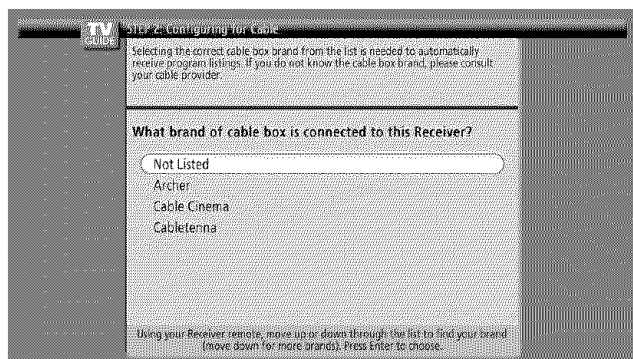 TV
GUIDE
STEP 2: Configuring for Cable
Selecting the correct cable box brand from the list is needed to automatically
receive program listings. If you do not know the cable box brand, please consult
your cable provider.
What brand of cable box is connected to this Receiver?
Not Listed
Archer
Cable Cinema
Cabletenna
Using your Receiver remote, move up or down through the list to find your brand
(move down for more brands). Press Enter to choose.